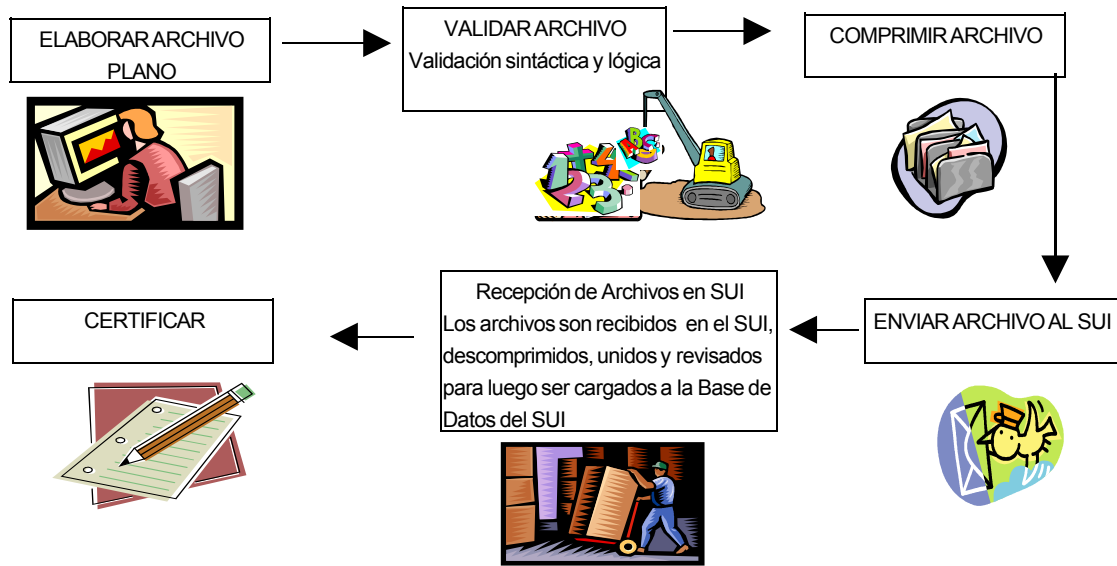 ELABORAR ARCHIVO
PLANO
VALIDAR ARCHIVO
Validación sintáctica y lógica
COMPRIMIR ARCHIVO
ENVIAR ARCHIVO AL SUI
Recepción de Archivos en SUI
Los archivos son recibidos en el SUI,
descomprimidos, unidos y revisados
para luego ser cargados a la Base de
Datos del SUI
CERTIFICAR